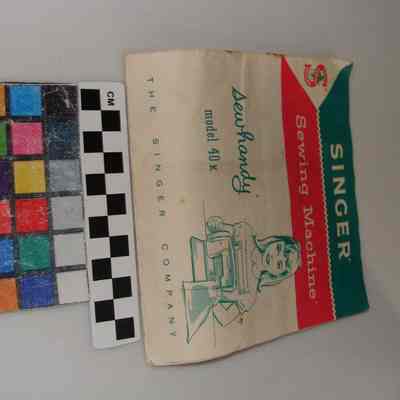 SINGER
Sewing Machine
sewhandy
model 40 K
THE SINGER COMPANY
CM